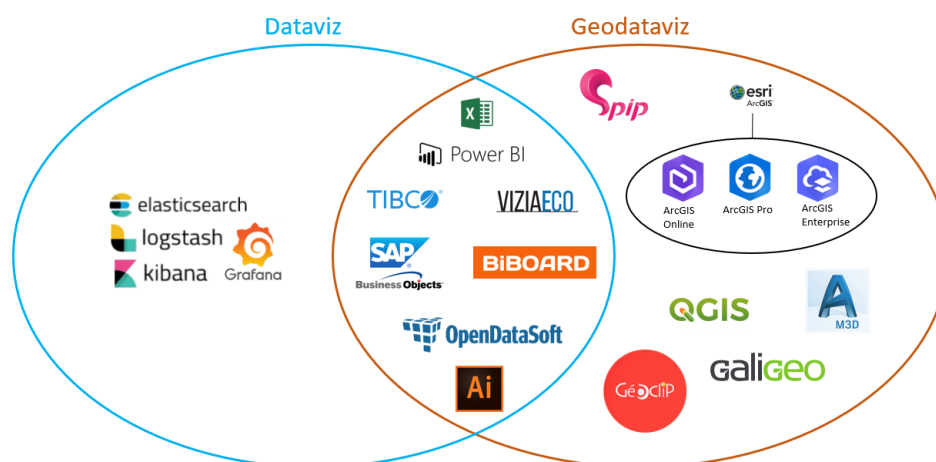 Dataviz
Geodataviz
elasticsearch
logstash
kibana
Grafana
X
Power BI
TIBCO
VIZIAECO
SAP
Business Objects
BiBOARD
OpenDataSoft
Ai
Spip
esri
ArcGIS
ArcGIS
Online
ArcGIS Pro
ArcGIS
Enterprise
QGIS
A
M3D
GaliGeo
Géoclip